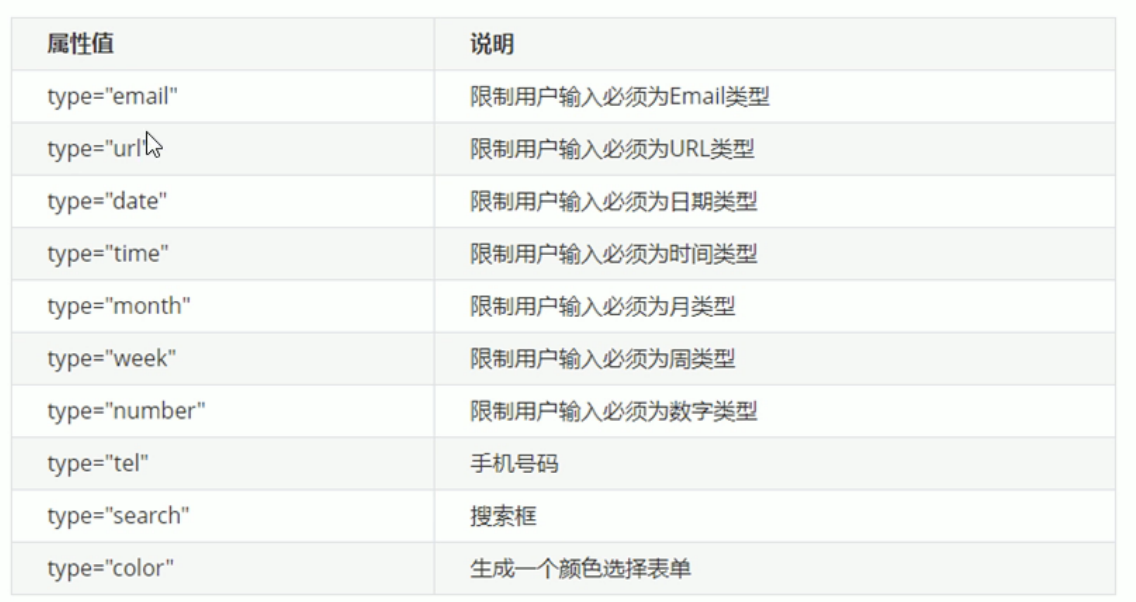 属性值 说明
type="email" 限制用户输入必须为Email类型
type="url" 限制用户输入必须为URL类型
type="date" 限制用户输入必须为日期类型
type="time" 限制用户输入必须为时间类型
type="month" 限制用户输入必须为月类型
type="week" 限制用户输入必须为周类型
type="number" 限制用户输入必须为数字类型
type="tel" 手机号码
type="search" 搜索框
type="color" 生成一个颜色选择表单